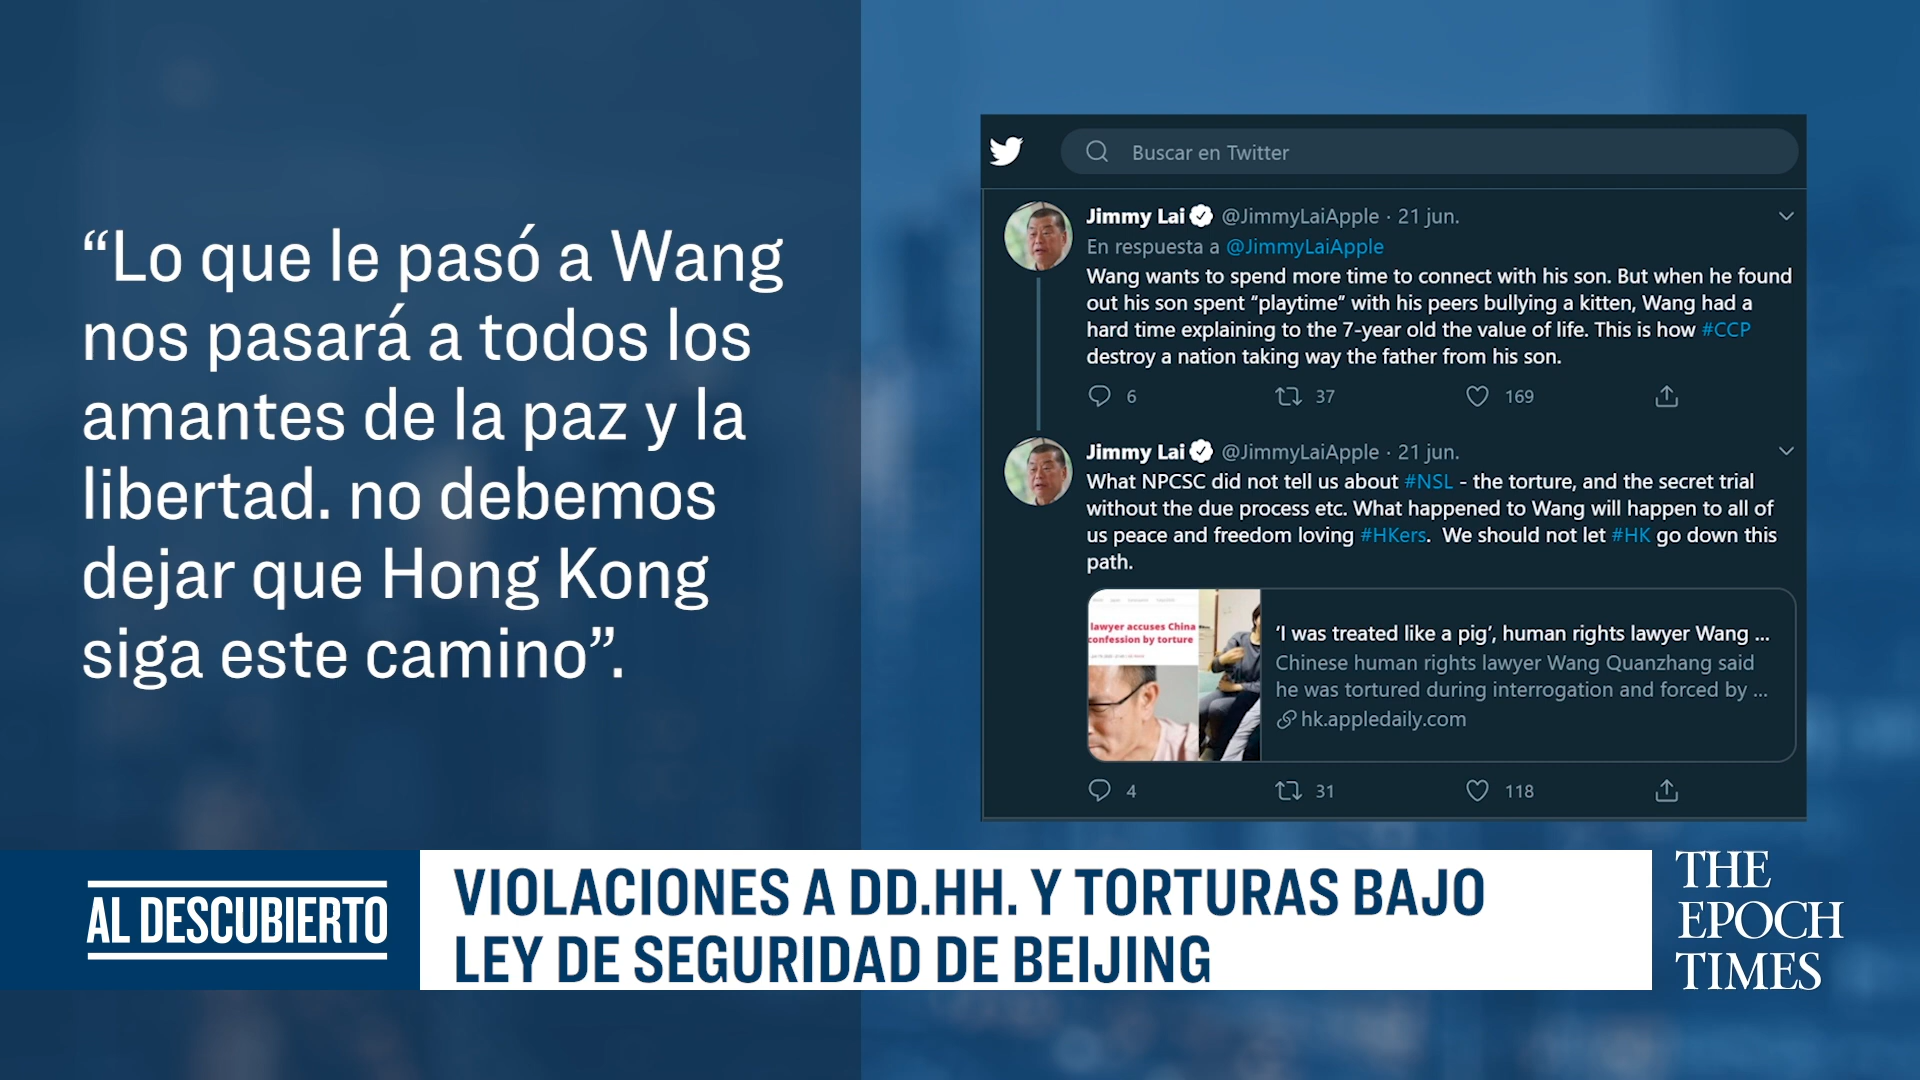 “Lo que le pasó a Wang
nos pasará a todos los
amantes de la paz y la
libertad. no debemos
dejar que Hong Kong
siga este camino”.
Buscar en Twitter
Jimmy Lai @JimmyLaiApple · 21 jun.
En respuesta a @JimmyLaiApple
Wang wants to spend more time to connect with his son. But when he found
out his son spent “playtime” with his peers bullying a kitten, Wang had a
hard time explaining to the 7-year old the value of life. This is how #CCP
destroy a nation taking way the father from his son.
6 37 169
Jimmy Lai @JimmyLaiApple · 21 jun.
What NPCSC did not tell us about #NSL - the torture, and the secret trial
without the due process etc. What happened to Wang will happen to all of
us peace and freedom loving #HKers. We should not let #HK go down this
path.
lawyer accuses China
confession by torture
‘I was treated like a pig’, human rights lawyer Wang ...
Chinese human rights lawyer Wang Quanzhang said
he was tortured during interrogation and forced by ...
hk.appledaily.com
4 31 118
AL DESCUBIERTO
VIOLACIONES A DD.HH. Y TORTURAS BAJO
LEY DE SEGURIDAD DE BEIJING
THE
EPOCH
TIMES